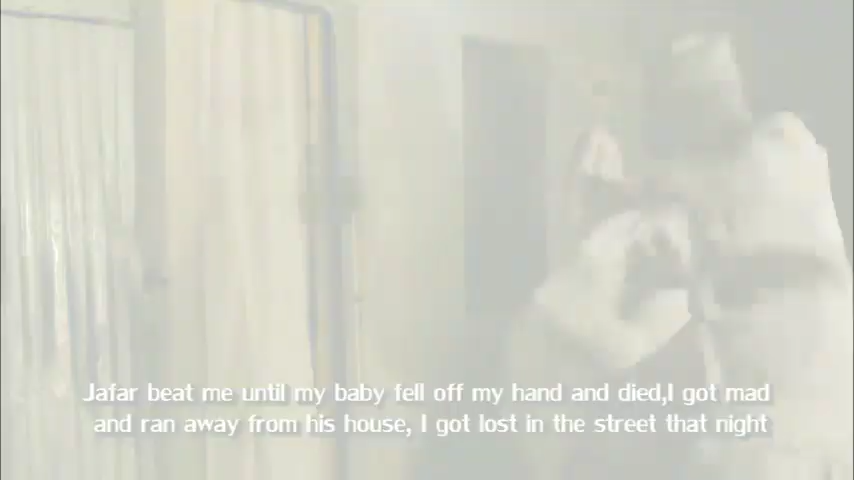 Jafar beat me until my baby fell off my hand and died,I got mad
and ran away from his house, I got lost in the street that night